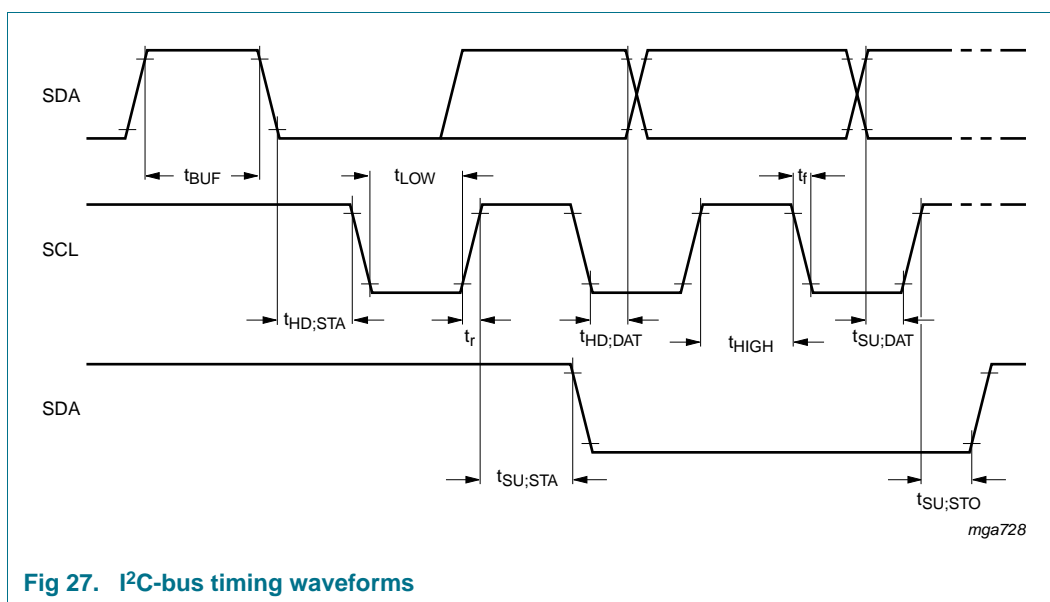 SDA
tBUF
tLOW
tf
SCL
tHD;STA
tr
tHD;DAT
tHIGH
tSU;DAT
SDA
tSU;STA
tSU;STO
mga728
Fig 27. I2C-bus timing waveforms